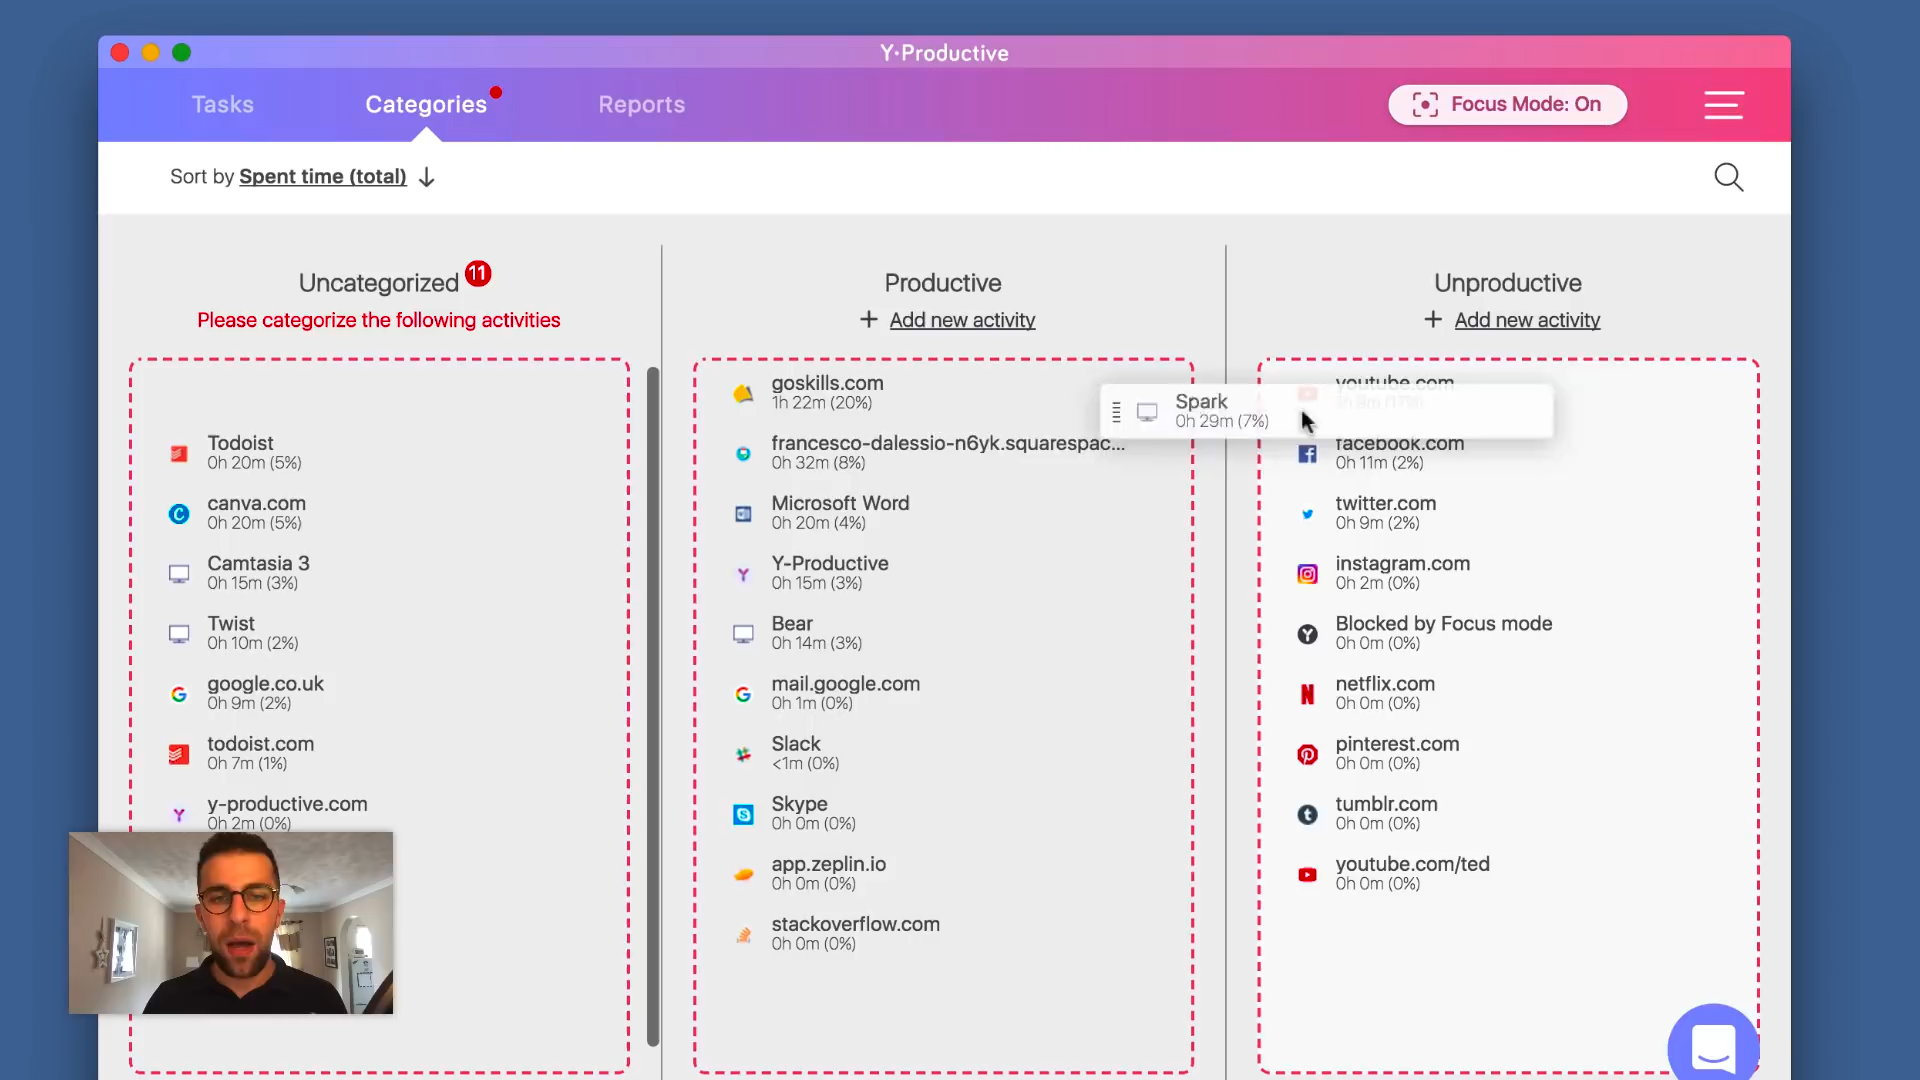 Y·Productive
Tasks
Categories
Reports
Focus Mode: On
Sort by Spent time (total)
Uncategorized 11
Please categorize the following activities
Todoist
0h 20m (5%)
canva.com
0h 20m (5%)
Camtasia 3
0h 15m (3%)
Twist
0h 10m (2%)
google.co.uk
0h 9m (2%)
todoist.com
0h 7m (1%)
y-productive.com
0h 2m (0%)
Productive
+ Add new activity
goskills.com
1h 22m (20%)
francesco-dalessio-n6yk.squarespac...
0h 32m (8%)
Microsoft Word
0h 20m (4%)
Y-Productive
0h 15m (3%)
Bear
0h 14m (3%)
mail.google.com
0h 1m (0%)
Slack
<1m (0%)
Skype
0h 0m (0%)
app.zeplin.io
0h 0m (0%)
stackoverflow.com
0h 0m (0%)
Spark
0h 29m (7%)
Unproductive
+ Add new activity
youtube.com
facebook.com
0h 11m (2%)
twitter.com
0h 9m (2%)
instagram.com
0h 2m (0%)
Blocked by Focus mode
0h 0m (0%)
netflix.com
0h 0m (0%)
pinterest.com
0h 0m (0%)
tumblr.com
0h 0m (0%)
youtube.com/ted
0h 0m (0%)